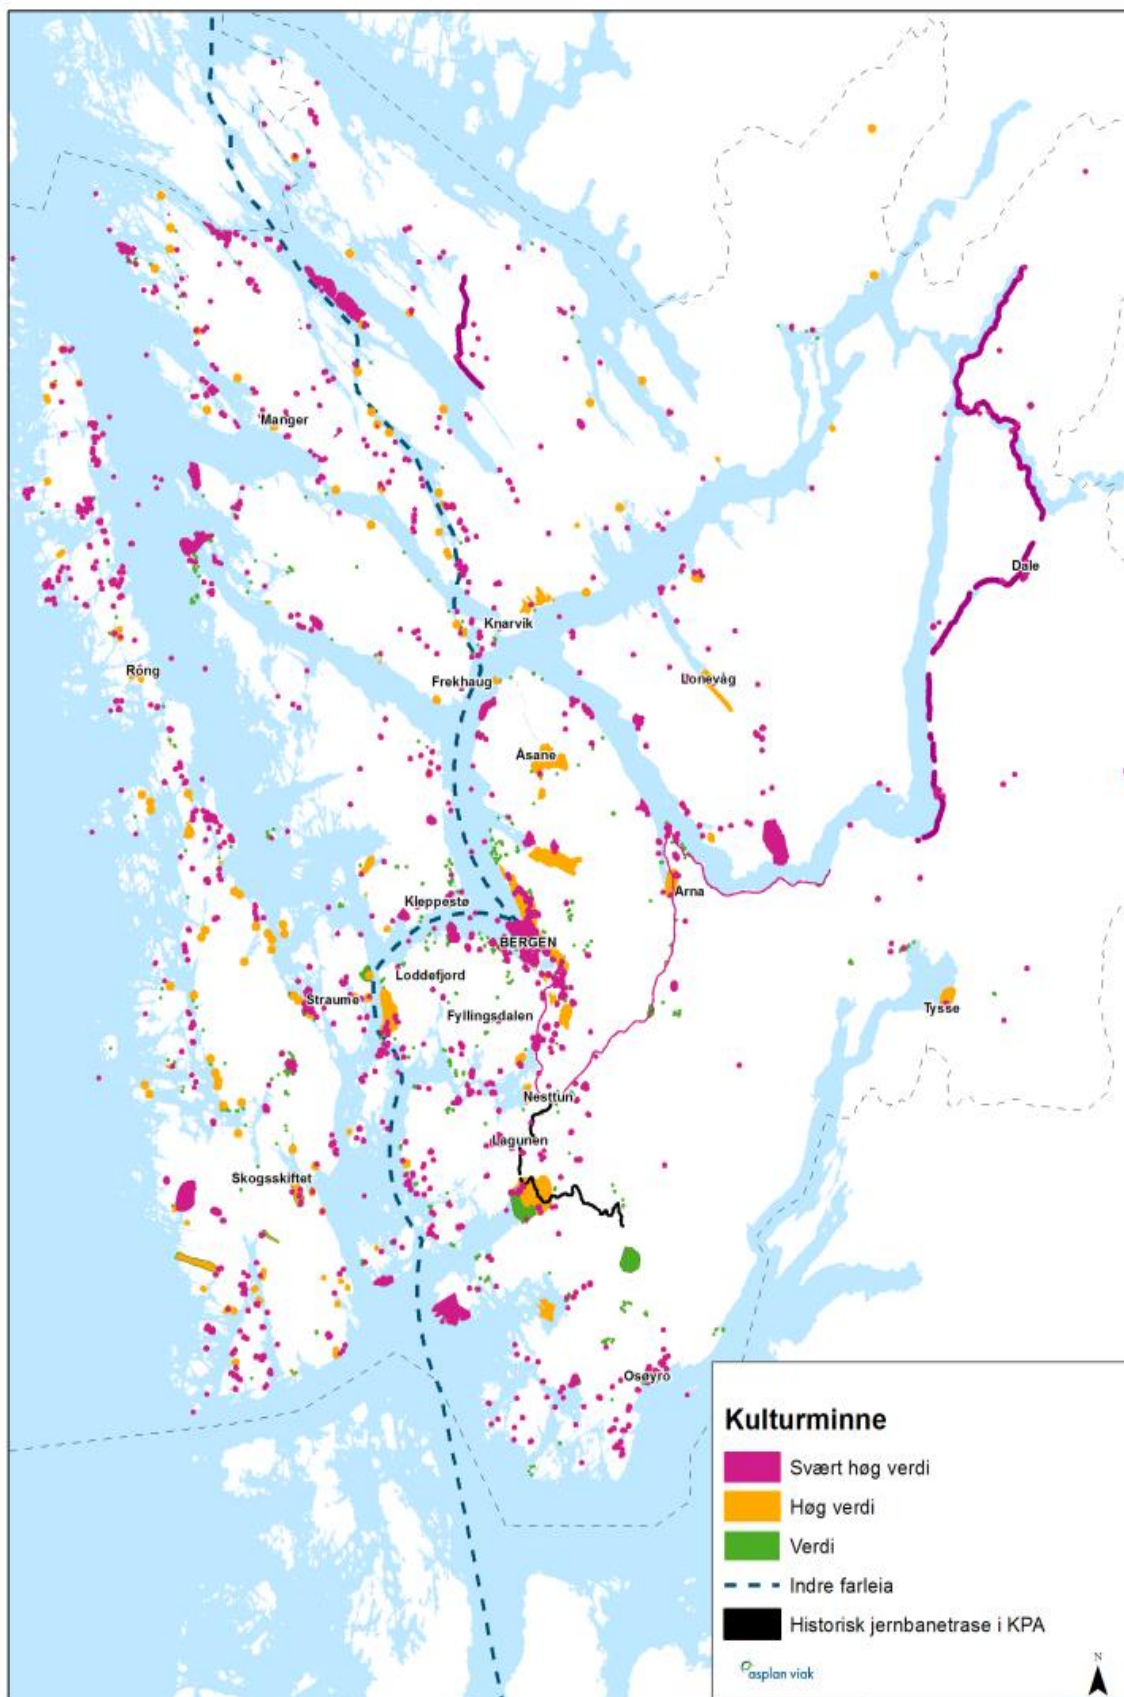 Manger
Dale
Knarvik
Rong
Frekhaug
Lonevåg
Åsane
Arna
Kleppestø
BERGEN
Loddefjord
Straume
Fyllingsdalen
Tysse
Nesttun
Lagunen
Skogsskiftet
Osøyro
Kulturminne
Svært høg verdi
Høg verdi
Verdi
Indre farleia
Historisk jernbanetrase i KPA
asplan viak
N